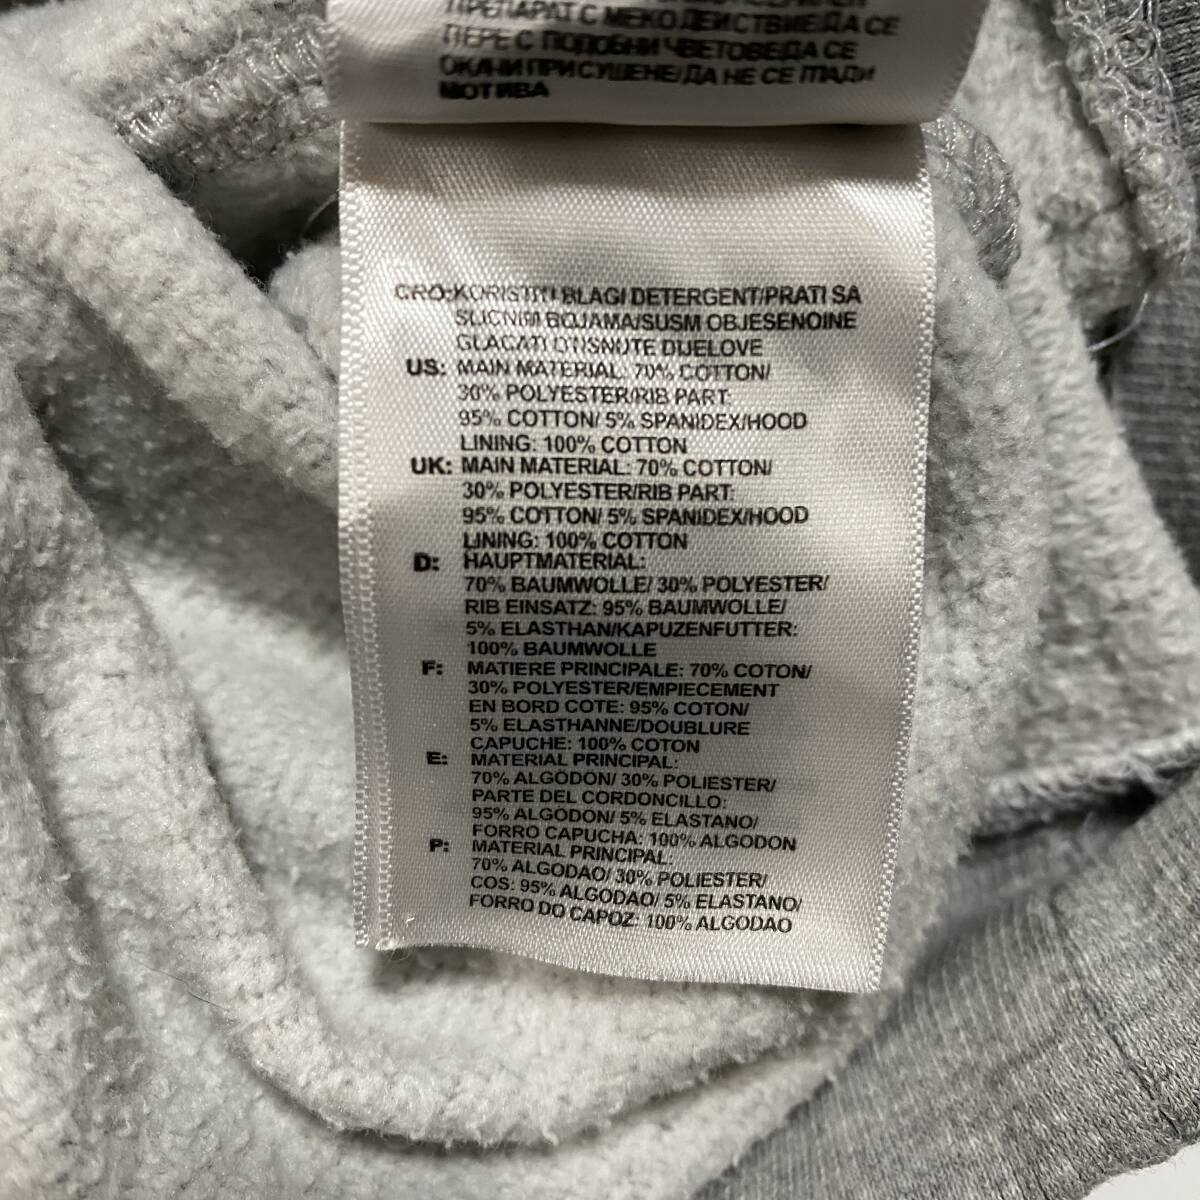 ПРЕПАРАТ С МЕКО ДЕЙСТВИЕ/ДА СЕ
ПЕРЕ С ПОДОБНИ ЦВЕТОВЕ/ДА СЕ
ОКАЧИ ПРИ СУШЕНЕ/ДА НЕ СЕ ГЛАДИ
МОТИВА
CRO: KORISTITI BLAGI DETERGENT/PRATI SA
SLICNIM BOJAMA/SUSM OBJESENOINE
GLACATI OTISNUTE DIJELOVE
US: MAIN MATERIAL: 70% COTTON/
30% POLYESTER/RIB PART:
95% COTTON/ 5% SPANIDEX/HOOD
LINING: 100% COTTON
UK: MAIN MATERIAL: 70% COTTON/
30% POLYESTER/RIB PART:
95% COTTON/ 5% SPANIDEX/HOOD
LINING: 100% COTTON
D: HAUPTMATERIAL:
70% BAUMWOLLE/ 30% POLYESTER/
RIB EINSATZ: 95% BAUMWOLLE/
5% ELASTHAN/KAPUZENFUTTER:
100% BAUMWOLLE
F: MATIERE PRINCIPALE: 70% COTON/
30% POLYESTER/EMPIECEMENT
EN BORD COTE: 95% COTON/
5% ELASTHANNE/DOUBLURE
CAPUCHE: 100% COTON
E: MATERIAL PRINCIPAL:
70% ALGODON/ 30% POLIESTER/
PARTE DEL CORDONCILLO:
95% ALGODON/ 5% ELASTANO/
FORRO CAPUCHA: 100% ALGODON
P: MATERIAL PRINCIPAL:
70% ALGODAO/ 30% POLIESTER/
COS: 95% ALGODAO/ 5% ELASTANO/
FORRO DO CAPOZ: 100% ALGODAO